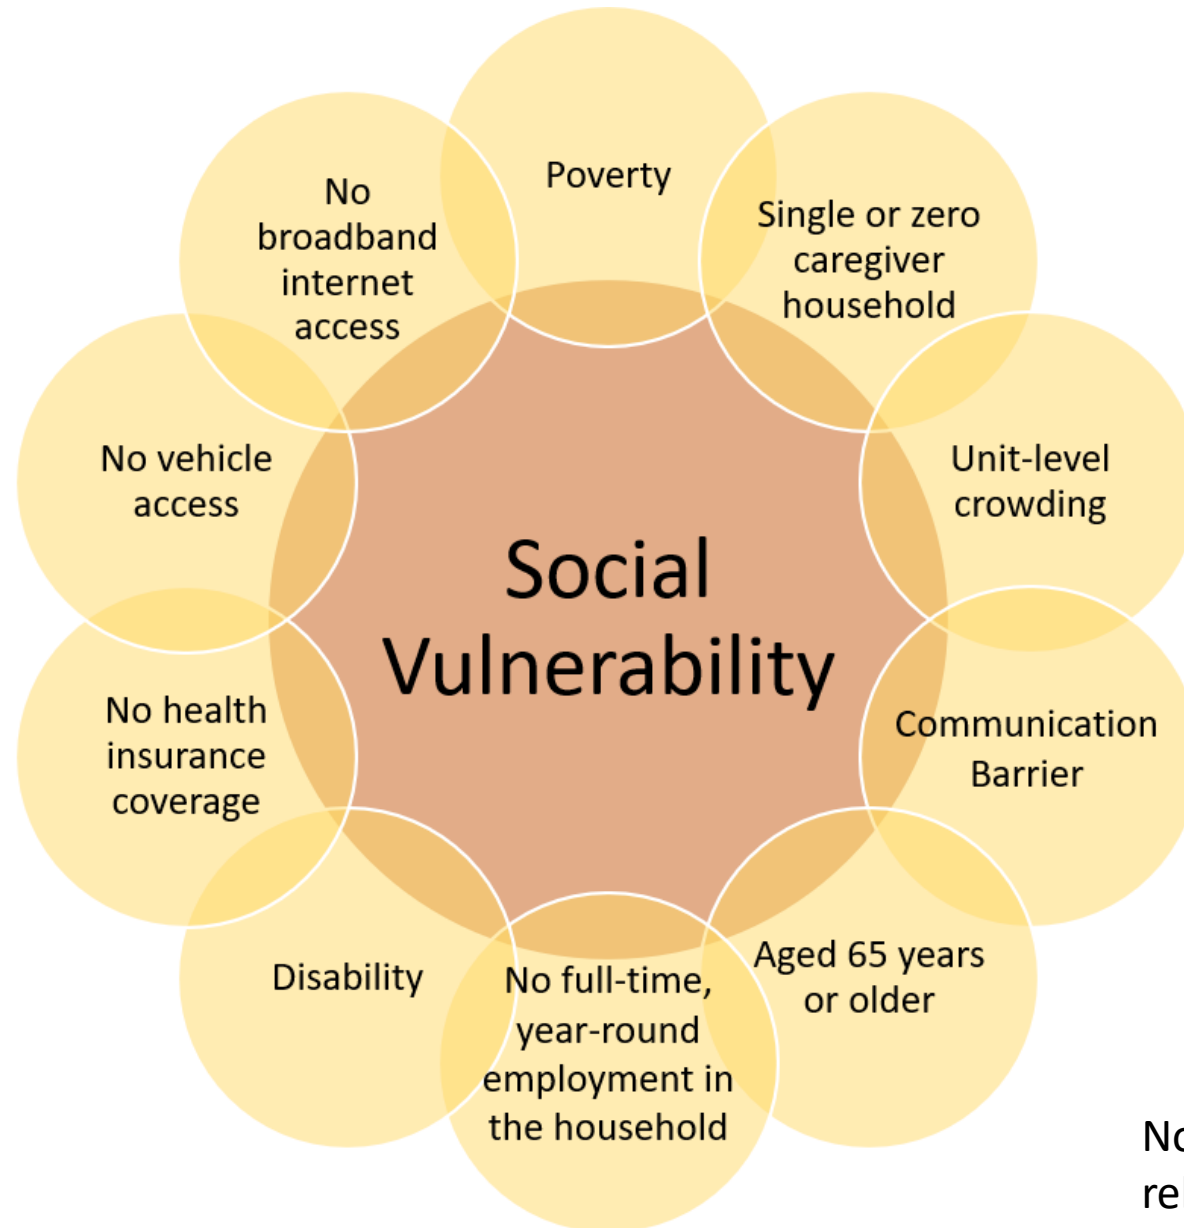 Poverty
Single or zero
caregiver
household
Unit-level
crowding
Communication
Barrier
Aged 65 years
or older
No full-time,
year-round
employment in
the household
Disability
No health
insurance
coverage
No vehicle
access
No
broadband
internet
access
Social
Vulnerability